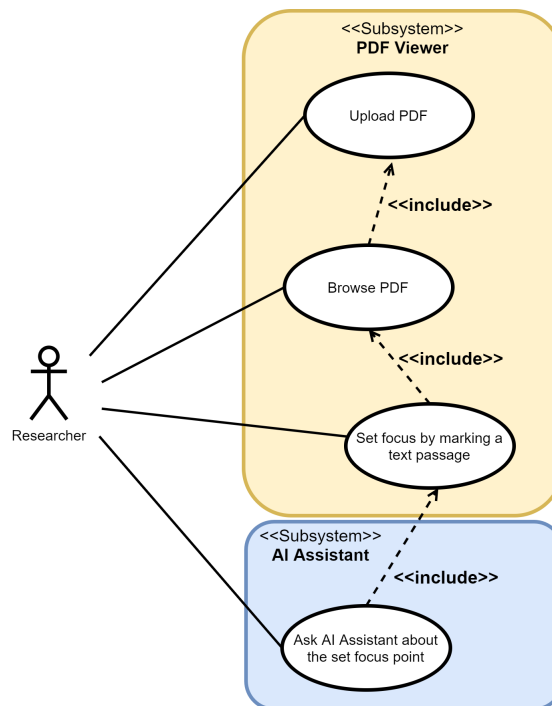 <<Subsystem>>
PDF Viewer
Upload PDF
<<include>>
Browse PDF
<<include>>
Researcher
Set focus by marking a
text passage
<<Subsystem>>
AI Assistant
<<include>>
Ask AI Assistant about
the set focus point